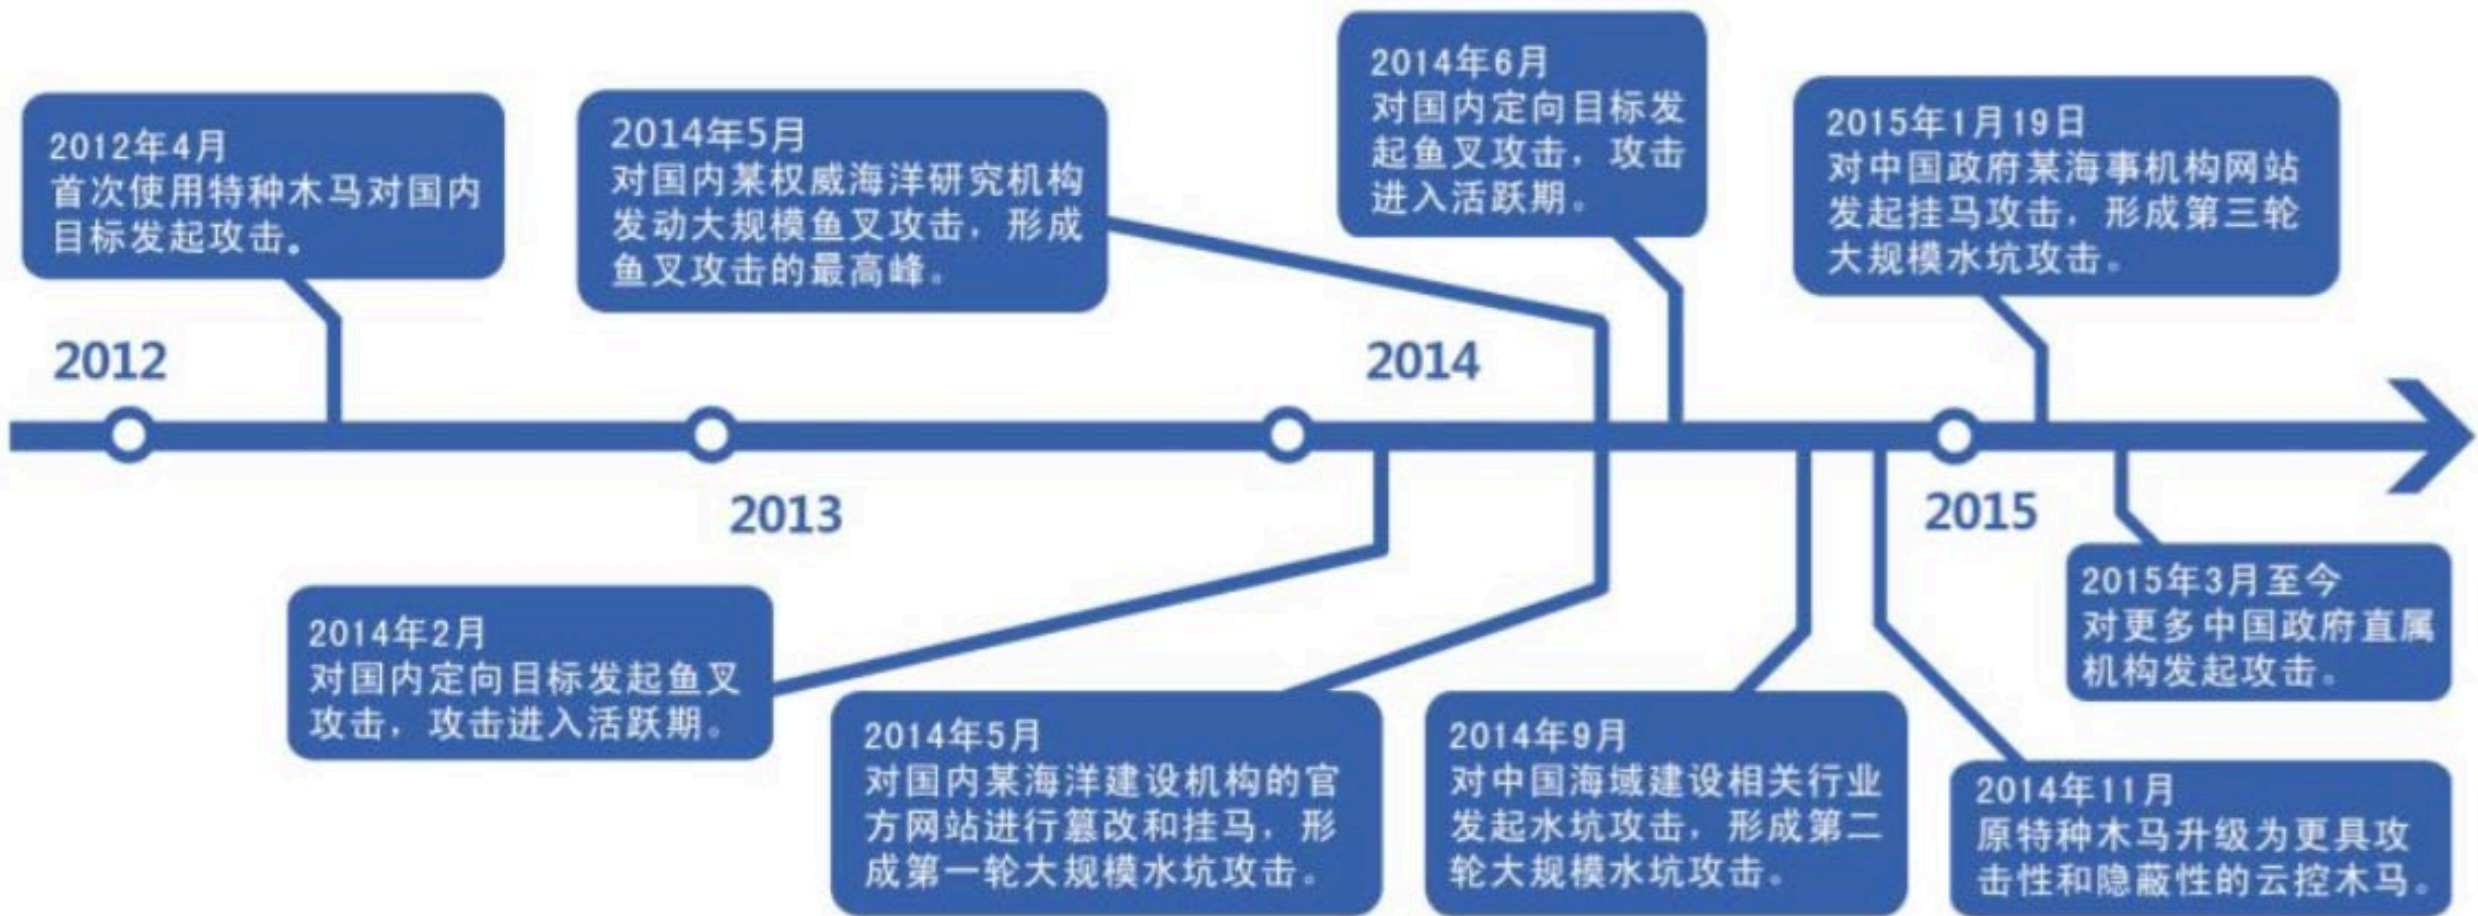 2012年4月
首次使用特种木马对国内
目标发起攻击。
2014年5月
对国内某权威海洋研究机构
发动大规模鱼叉攻击，形成
鱼叉攻击的最高峰。
2014年6月
对国内定向目标发
起鱼叉攻击，攻击
进入活跃期。
2015年1月19日
对中国政府某海事机构网站
发起挂马攻击，形成第三轮
大规模水坑攻击。
2012
2014
2013
2015
2014年2月
对国内定向目标发起鱼叉
攻击，攻击进入活跃期。
2014年5月
对国内某海洋建设机构的官
方网站进行篡改和挂马，形
成第一轮大规模水坑攻击。
2014年9月
对中国海域建设相关行业
发起水坑攻击，形成第二
轮大规模水坑攻击。
2015年3月至今
对更多中国政府直属
机构发起攻击。
2014年11月
原特种木马升级为更具攻
击性和隐蔽性的云控木马。